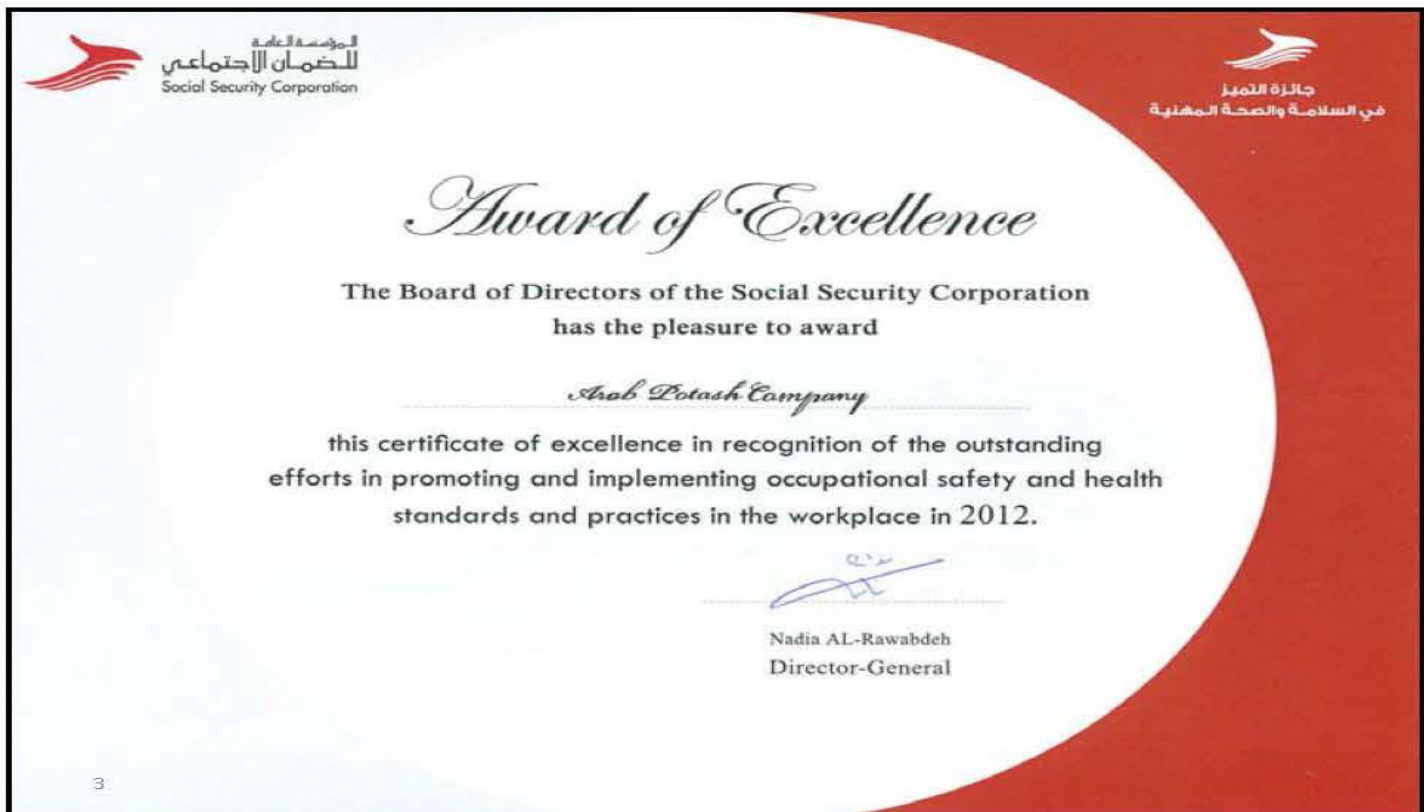 المؤسسة العامة
للضمان الاجتماعي
Social Security Corporation
جائزة التميز
في السلامة والصحة المهنية
Award of Excellence
The Board of Directors of the Social Security Corporation
has the pleasure to award
Arab Potash Company
this certificate of excellence in recognition of the outstanding
efforts in promoting and implementing occupational safety and health
standards and practices in the workplace in 2012.
Nadia AL-Rawabdeh
Director-General
3